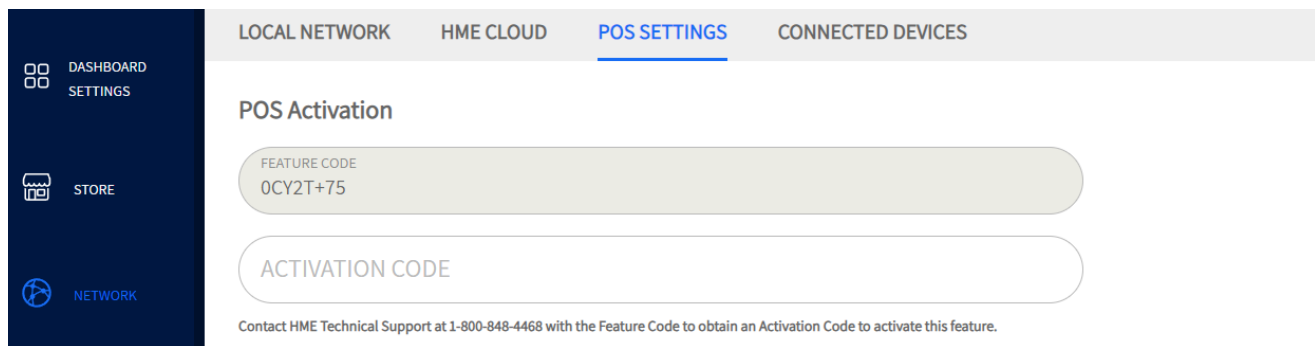 LOCAL NETWORK HME CLOUD POS SETTINGS CONNECTED DEVICES
DASHBOARD
SETTINGS
POS Activation
FEATURE CODE
0CY2T+75
STORE
ACTIVATION CODE
NETWORK
Contact HME Technical Support at 1-800-848-4468 with the Feature Code to obtain an Activation Code to activate this feature.